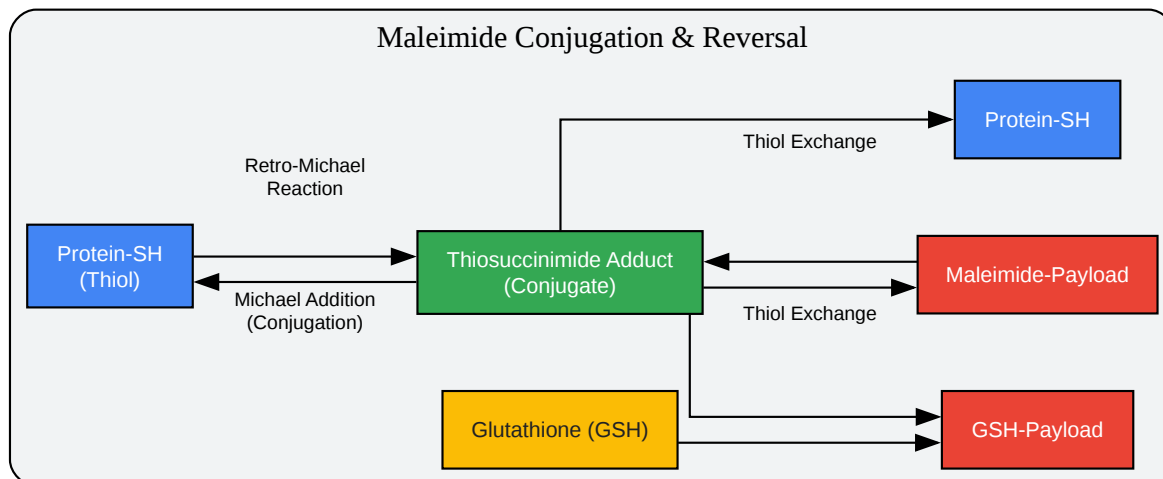 Maleimide Conjugation & Reversal
Protein-SH
Thiol Exchange
Retro-Michael
Reaction
Protein-SH
(Thiol)
Thiosuccinimide Adduct
(Conjugate)
Maleimide-Payload
Michael Addition
(Conjugation)
Thiol Exchange
Glutathione (GSH)
GSH-Payload